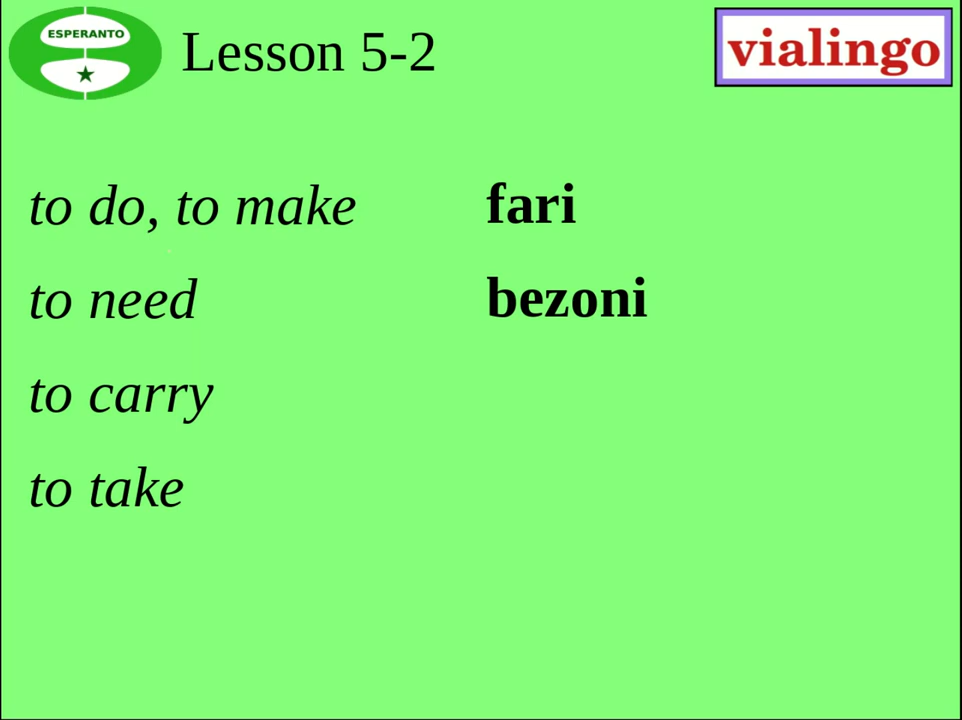 ESPERANTO
Lesson 5-2
vialingo
to do, to make fari
to need bezoni
to carry
to take